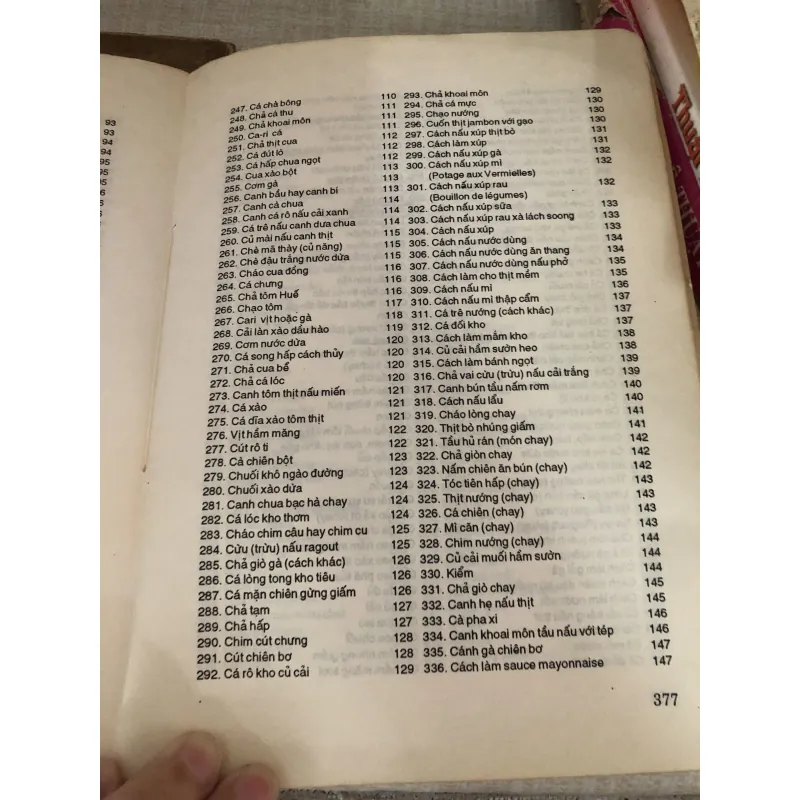 93
93
94
94
95
95
95
96
247. Cá chà bông 110
248. Chả cá thu 111
249. Chả khoai môn 111
250. Ca-ri cá 111
251. Chả thịt cua 112
252. Cá đút lò 112
253. Cá hấp chua ngọt 112
254. Cua xào bột 113
255. Cơm gà 113
256. Canh bầu hay canh bí 113
257. Canh cà chua 114
258. Canh cá rô nấu cải xanh 114
259. Cá trê nấu canh dưa chua 114
260. Củ mài nấu canh thịt 115
261. Chè mã thày (củ năng) 115
262. Chè đậu trắng nước dừa 115
263. Cháo cua đồng 116
264. Cá chưng 116
265. Chả tôm Huế 116
266. Chạo tôm 117
267. Cari vịt hoặc gà 118
268. Cải làn xào dầu hào 119
269. Cơm nước dừa 120
270. Cá song hấp cách thủy 120
271. Chả cua bể 120
272. Chả cá lóc 120
273. Canh tôm thịt nấu miến 121
274. Cá xào 121
275. Cá dĩa xào tôm thịt 121
276. Vịt hầm măng 122
277. Cút rô ti 122
278. Cả chiên bột 123
279. Chuối khô ngào đường 123
280. Chuối xào dừa 124
281. Canh chua bạc hà chay 124
282. Cá lóc kho thơm 124
283. Cháo chim câu hay chim cu 125
284. Cừu (trừu) nấu ragout 125
285. Chả giò gà (cách khác) 126
286. Cá lòng tong kho tiêu 126
287. Cá mặn chiên gừng giấm 126
288. Chả tạm 127
289. Chả hấp 127
290. Chim cút chưng 128
291. Cút chiên bơ 128
292. Cá rô kho củ cải 129
293. Chả khoai môn 129
294. Chả cá mực 130
295. Chạo nướng 130
296. Cuốn thịt jambon với gạo 130
297. Cách nấu xúp thịt bò 131
298. Cách làm xúp 131
299. Cách nấu xúp gà 132
300. Cách nấu xúp mì 132
(Potage aux Vermielles)
301. Cách nấu xúp rau 132
(Bouillon de légumes)
302. Cách nấu xúp sữa 133
303. Cách nấu xúp rau xà lách soong 133
304. Cách nấu xúp 133
305. Cách nấu nước dùng 134
306. Cách nấu nước dùng ăn thang 134
307. Cách nấu nước dùng nấu phở 135
308. Cách làm cho thịt mềm 135
309. Cách nấu mì 136
310. Cách nấu mì thập cẩm 137
311. Cá trê nướng (cách khác) 137
312. Cá đối kho 137
313. Cách làm mắm kho 138
314. Củ cải hầm sườn heo 138
315. Cách làm bánh ngọt 139
316. Chả vai cừu (trừu) nấu cải trắng 139
317. Canh bún tầu nấm rơm 140
318. Cách nấu lẩu 140
319. Cháo lòng chay 141
320. Thịt bò nhúng giấm 141
321. Tầu hủ rán (món chay) 142
322. Chả giòn chay 142
323. Nấm chiên ăn bún (chay) 142
324. Tóc tiên hấp (chay) 143
325. Thịt nướng (chay) 143
326. Cá chiên (chay) 143
327. Mì căn (chay) 143
328. Chim nướng (chay) 144
329. Củ cải muối hầm sườn 144
330. Kiểm 144
331. Chả giò chay 145
332. Canh hẹ nấu thịt 145
333. Cà pha xi 146
334. Canh khoai môn tầu nấu với tép 146
335. Cánh gà chiên bơ 147
336. Cách làm sauce mayonnaise 147
377